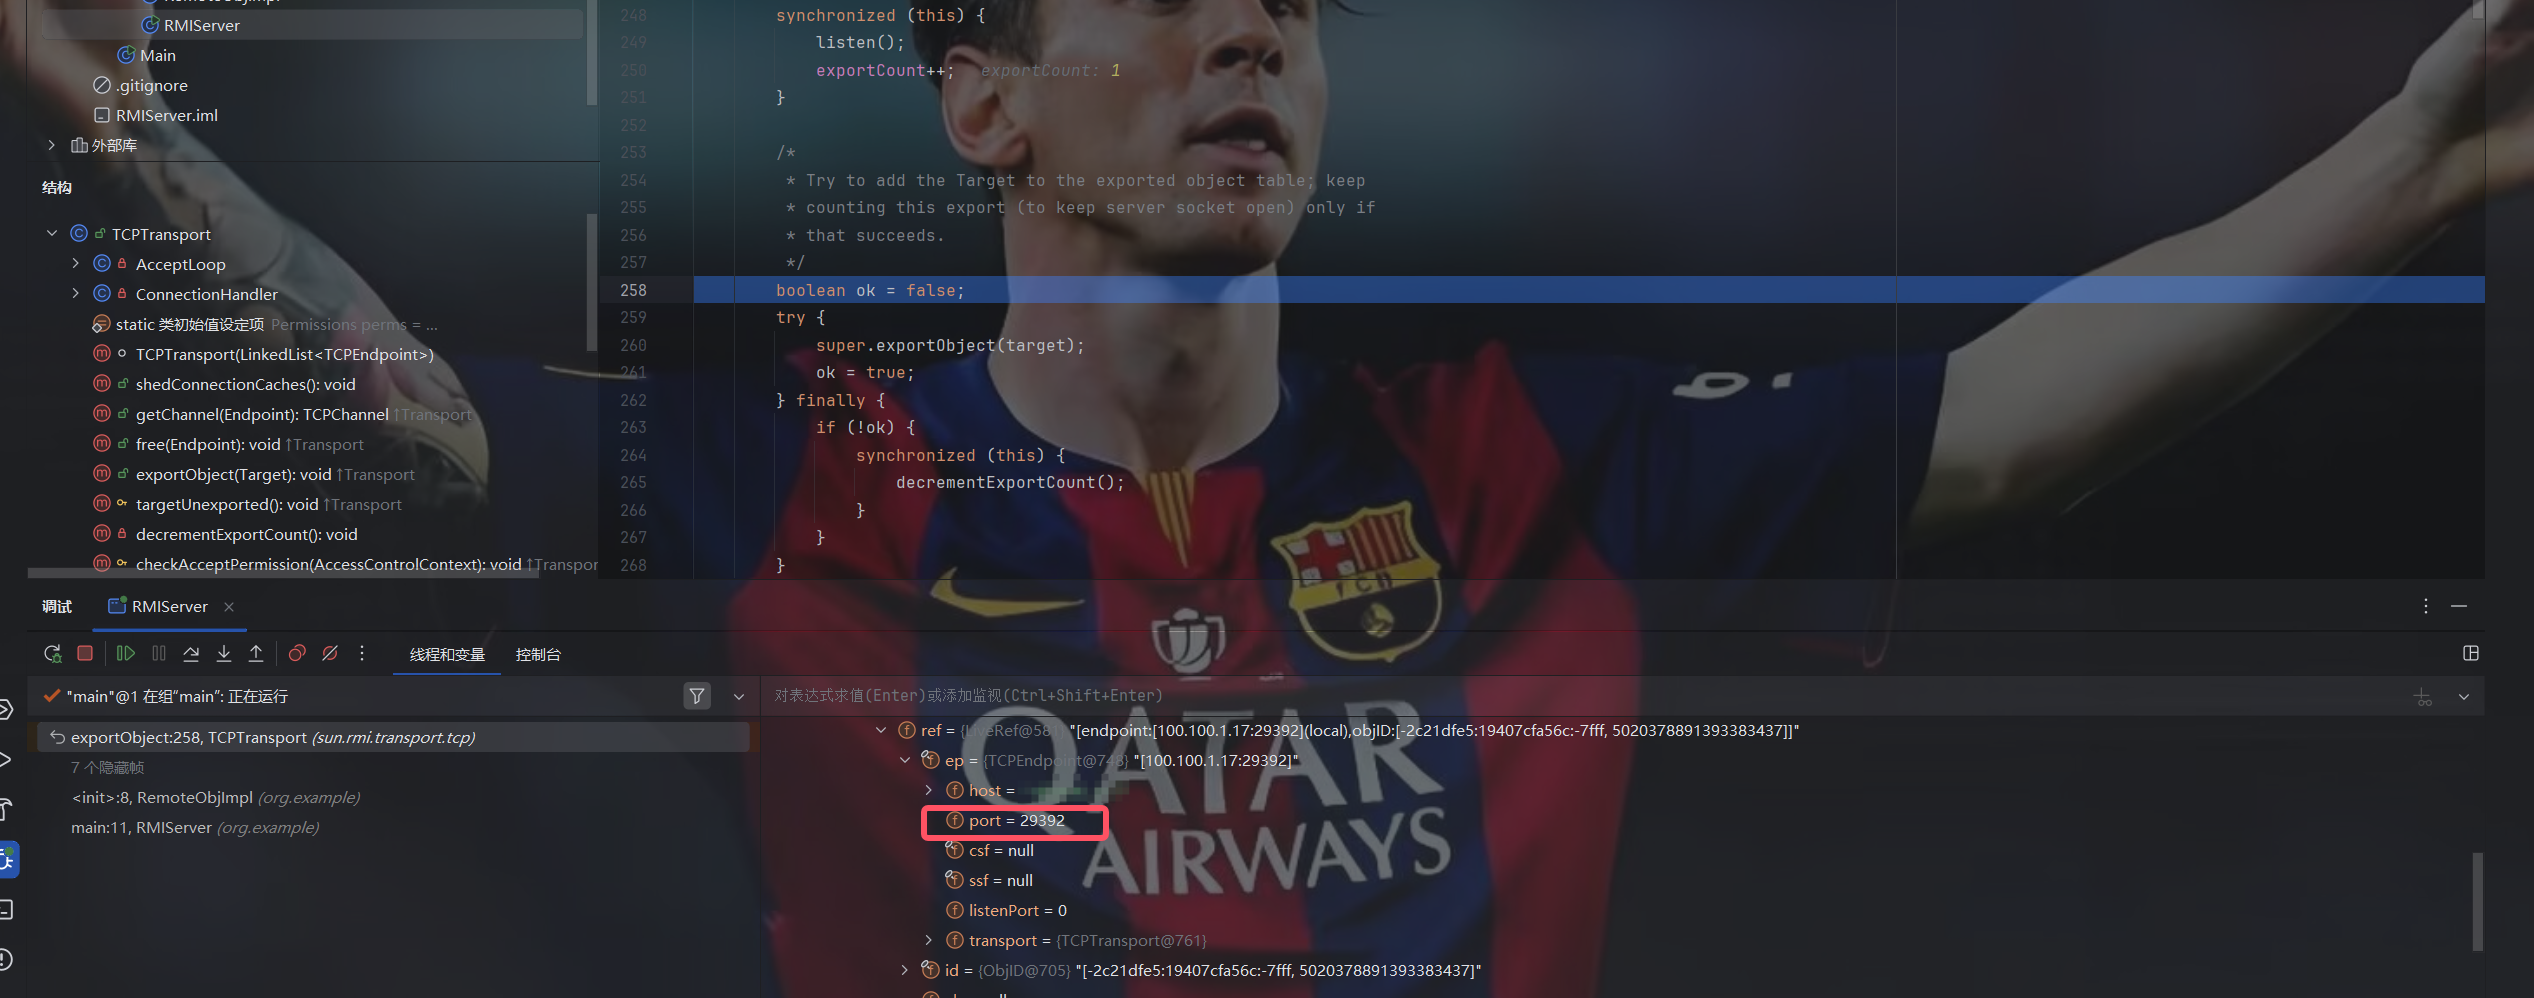 RemoteObjImpl
RMIServer
Main
.gitignore
RMIServer.iml
外部库
结构
TCPTransport
AcceptLoop
ConnectionHandler
static 类初始值设定项 Permissions perms = ...
TCPTransport(LinkedList<TCPEndpoint>)
shedConnectionCaches(): void
getChannel(Endpoint): TCPChannel ↑Transport
free(Endpoint): void ↑Transport
exportObject(Target): void ↑Transport
targetUnexported(): void ↑Transport
decrementExportCount(): void
checkAcceptPermission(AccessControlContext): void ↑Transpor
248 synchronized (this) {
249 listen();
250 exportCount++; exportCount: 1
251 }
252
253 /*
254 * Try to add the Target to the exported object table; keep
255 * counting this export (to keep server socket open) only if
256 * that succeeds.
257 */
258 boolean ok = false;
259 try {
260 super.exportObject(target);
261 ok = true;
262 } finally {
263 if (!ok) {
264 synchronized (this) {
265 decrementExportCount();
266 }
267 }
268 }
调试 RMIServer
线程和变量 控制台
"main"@1 在组“main”: 正在运行
exportObject:258, TCPTransport (sun.rmi.transport.tcp)
7 个隐藏帧
<init>:8, RemoteObjImpl (org.example)
main:11, RMIServer (org.example)
对表达式求值(Enter)或添加监视(Ctrl+Shift+Enter)
ref = {LiveRef@581} "[endpoint:[100.100.1.17:29392](local),objID:[-2c21dfe5:19407cfa56c:-7fff, 5020378891393383437]]"
ep = {TCPEndpoint@748} "[100.100.1.17:29392]"
host =
port = 29392
csf = null
ssf = null
listenPort = 0
transport = {TCPTransport@761}
id = {ObjID@705} "[-2c21dfe5:19407cfa56c:-7fff, 5020378891393383437]"
FCB
QATAR
AIRWAYS